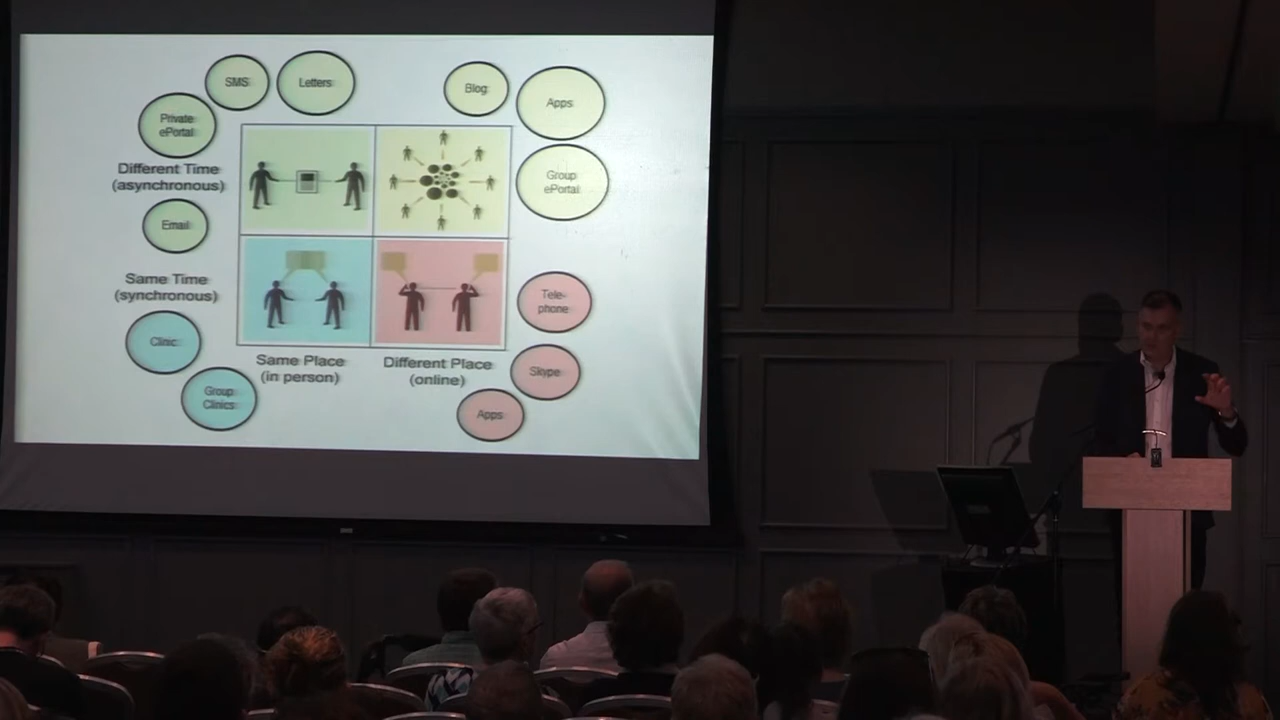 SMS
Letters
Blog
Apps
Private
ePortal
Different Time
(asynchronous)
Group
ePortal
Email
Same Time
(synchronous)
Tele-
phone
Clinic
Same Place
(in person)
Different Place
(online)
Skype
Group
Clinics
Apps